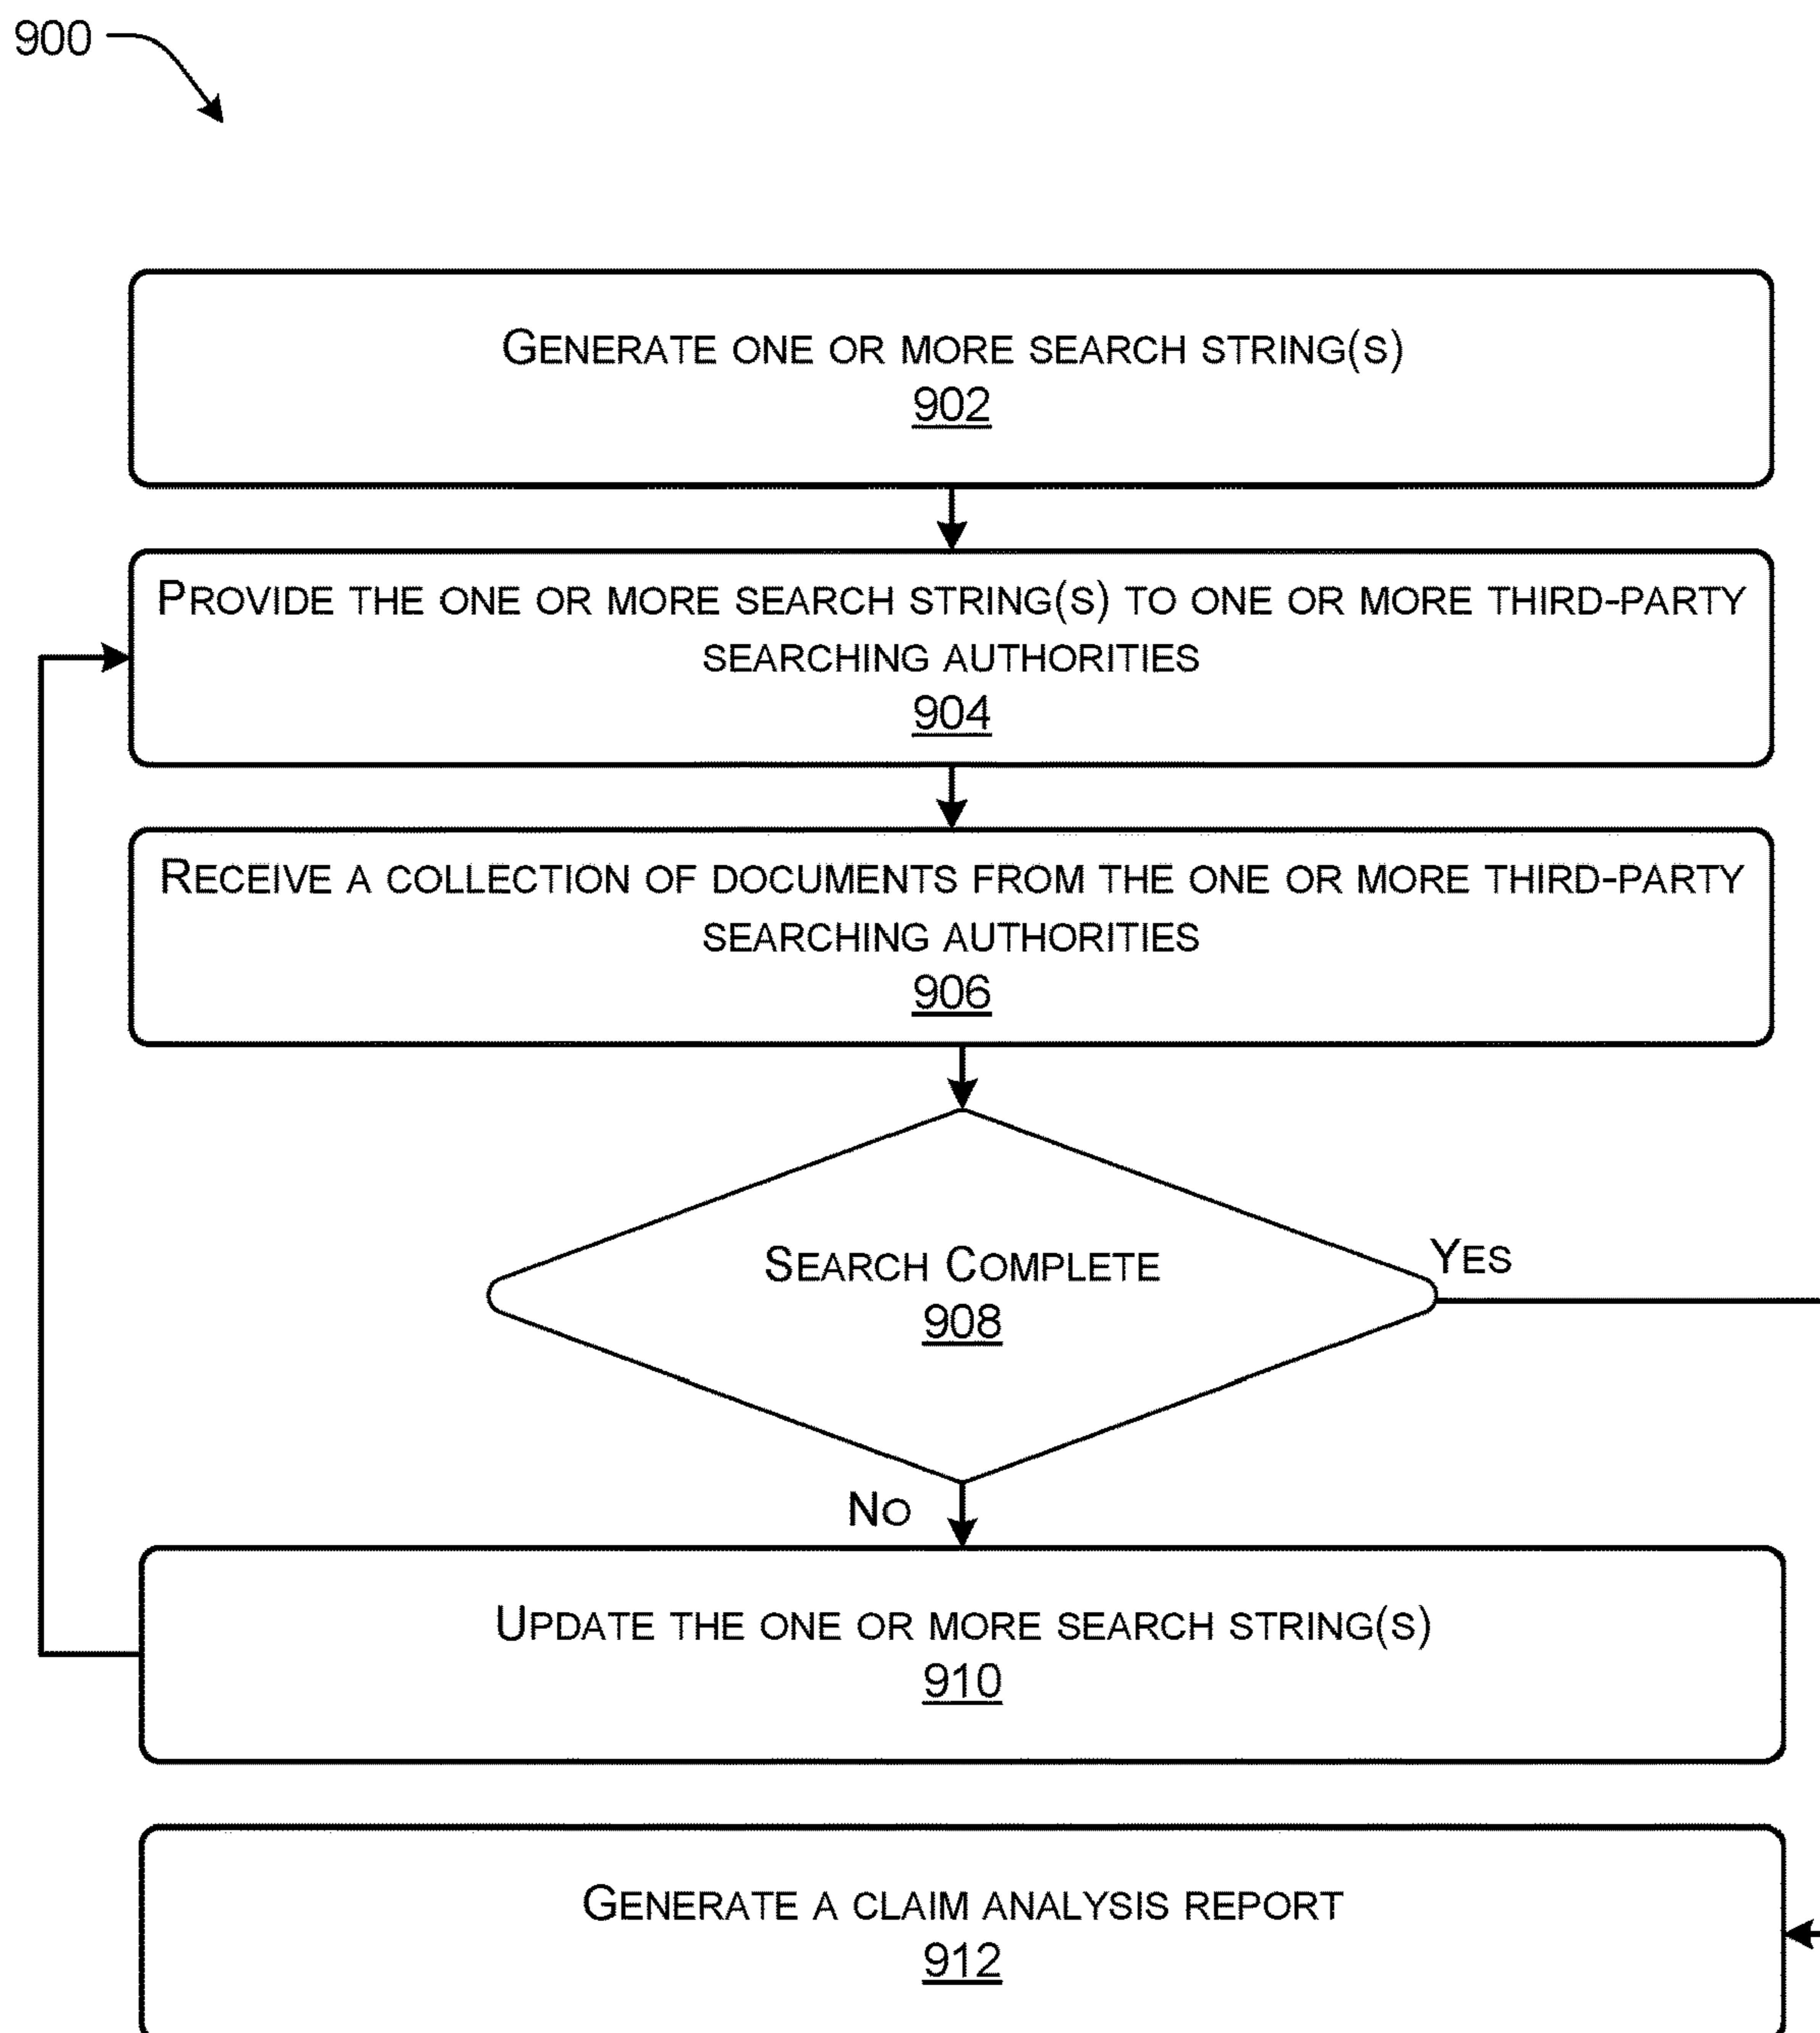 900
GENERATE ONE OR MORE SEARCH STRING(S)
902
PROVIDE THE ONE OR MORE SEARCH STRING(S) TO ONE OR MORE THIRD-PARTY
SEARCHING AUTHORITIES
904
RECEIVE A COLLECTION OF DOCUMENTS FROM THE ONE OR MORE THIRD-PARTY
SEARCHING AUTHORITIES
906
SEARCH COMPLETE
908
YES
NO
UPDATE THE ONE OR MORE SEARCH STRING(S)
910
GENERATE A CLAIM ANALYSIS REPORT
912